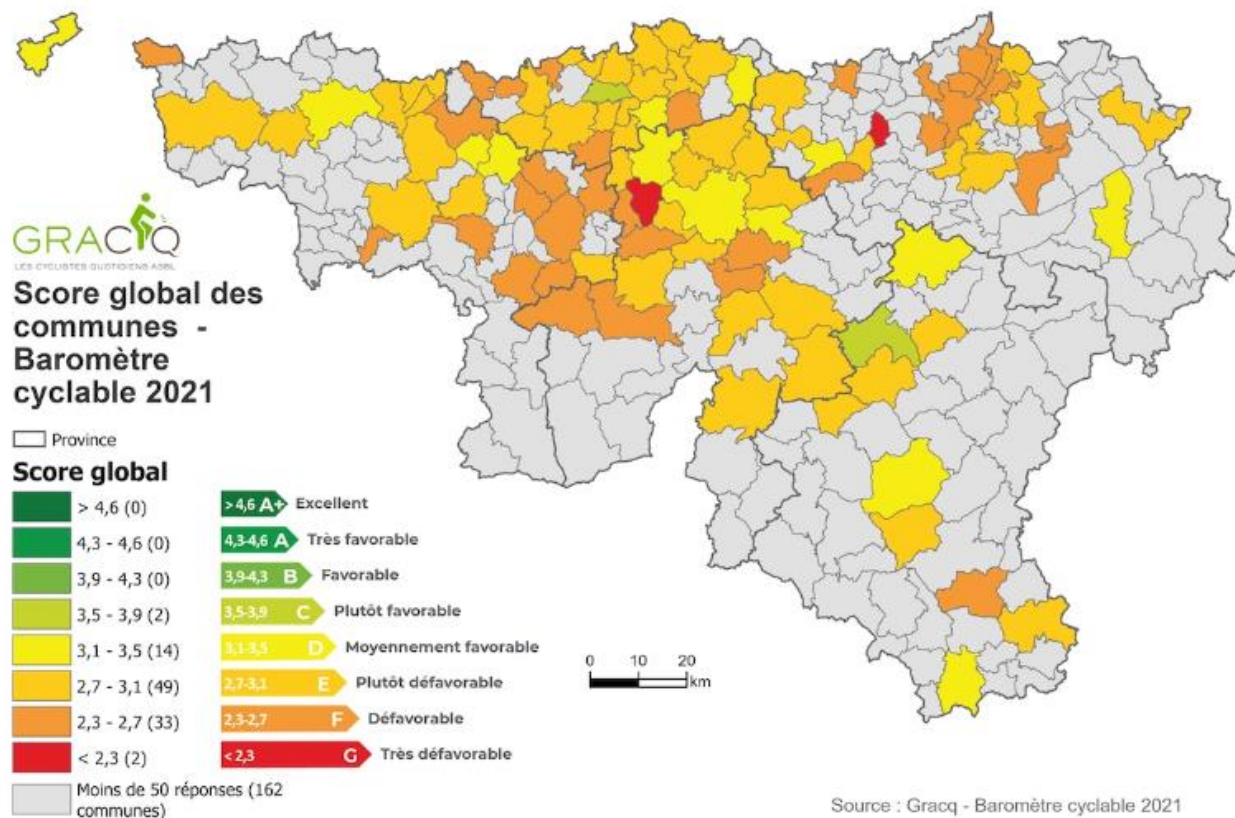 GRACQ
LES CYCLISTES QUOTIDIENS ASBL
Score global des
communes -
Baromètre
cyclable 2021
Province
Score global
> 4,6 (0)
4,3 - 4,6 (0)
3,9 - 4,3 (0)
3,5 - 3,9 (2)
3,1 - 3,5 (14)
2,7 - 3,1 (49)
2,3 - 2,7 (33)
< 2,3 (2)
Moins de 50 réponses (162
communes)
> 4,6 A+ Excellent
4,3-4,6 A Très favorable
3,9-4,3 B Favorable
3,5-3,9 C Plutôt favorable
3,1-3,5 D Moyennement favorable
2,7-3,1 E Plutôt défavorable
2,3-2,7 F Défavorable
< 2,3 G Très défavorable
0 10 20
km
Source : Gracq - Baromètre cyclable 2021